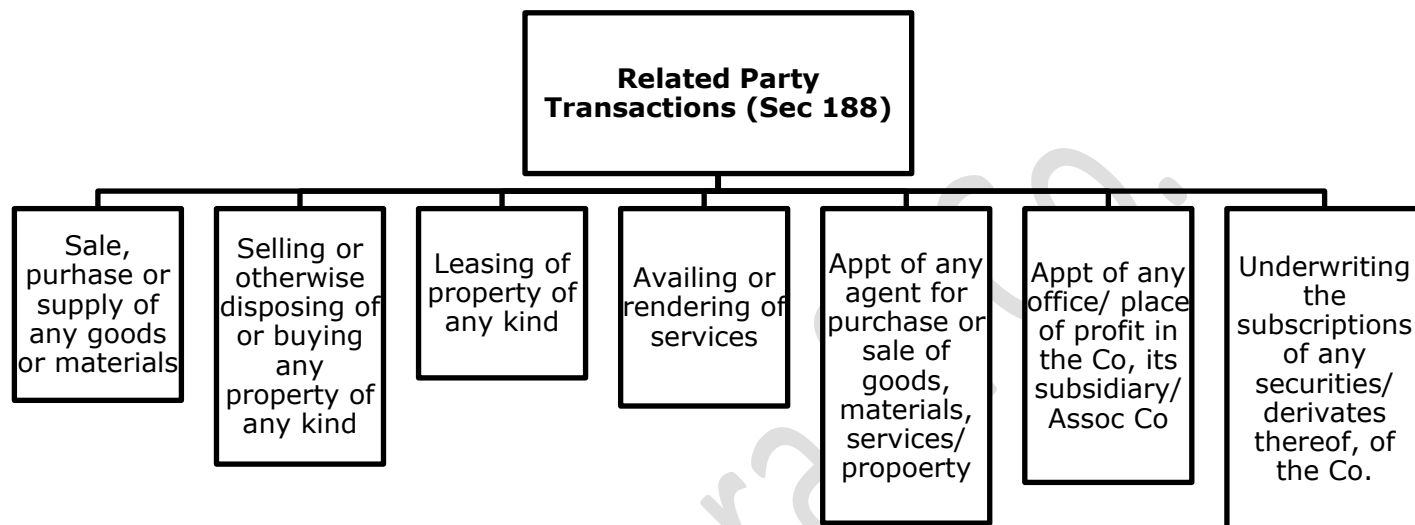 Related Party
Transactions (Sec 188)
Sale,
purhase or
supply of
any goods
or materials
Selling or
otherwise
disposing of
or buying
any
property of
any kind
Leasing of
property of
any kind
Availing or
rendering of
services
Appt of any
agent for
purchase or
sale of
goods,
materials,
services/
propoerty
Appt of any
office/ place
of profit in
the Co, its
subsidiary/
Assoc Co
Underwriting
the
subscriptions
of any
securities/
derivates
thereof, of
the Co.